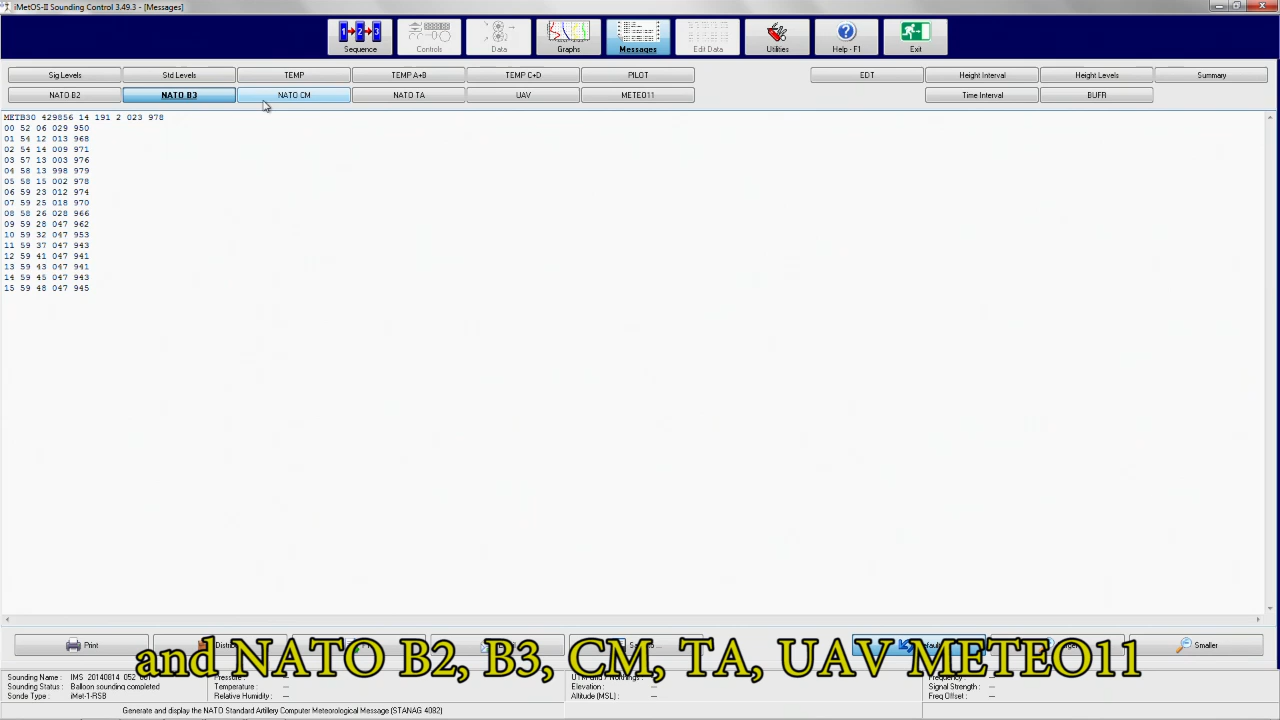 iMetOS-II Sounding Control 3.49.3 - [Messages]
Sequence Controls Data Graphs Messages Edit Data Utilities Help - F1 Exit
Sig Levels Std Levels TEMP TEMP A+B TEMP C+D PILOT EDT Height Interval Height Levels Summary
NATO B2 NATO B3 NATO CM NATO TA UAV METEO11 Time Interval BUFR
METB30 429856 14 191 2 023 978
00 52 06 029 950
01 54 12 013 968
02 54 14 009 971
03 57 13 003 976
04 58 13 998 979
05 58 15 002 978
06 59 23 012 974
07 59 25 018 970
08 58 26 028 966
09 59 28 047 962
10 59 32 047 953
11 59 37 047 943
12 59 41 047 941
13 59 43 047 941
14 59 45 047 943
15 59 48 047 945
Print Smaller
and NATO B2, B3, CM, TA, UAV METEO11
Sounding Name : IMS_20140814_052_001 Pressure : --- Frequency :
Sounding Status : Balloon sounding completed Temperature : --- Elevation : --- Signal Strength : ---
Sonde Type : iMet-1-RSB Relative Humidity : --- Altitude (MSL) : --- Freq Offset : ---
Generate and display the NATO Standard Artillery Computer Meteorological Message (STANAG 4082)